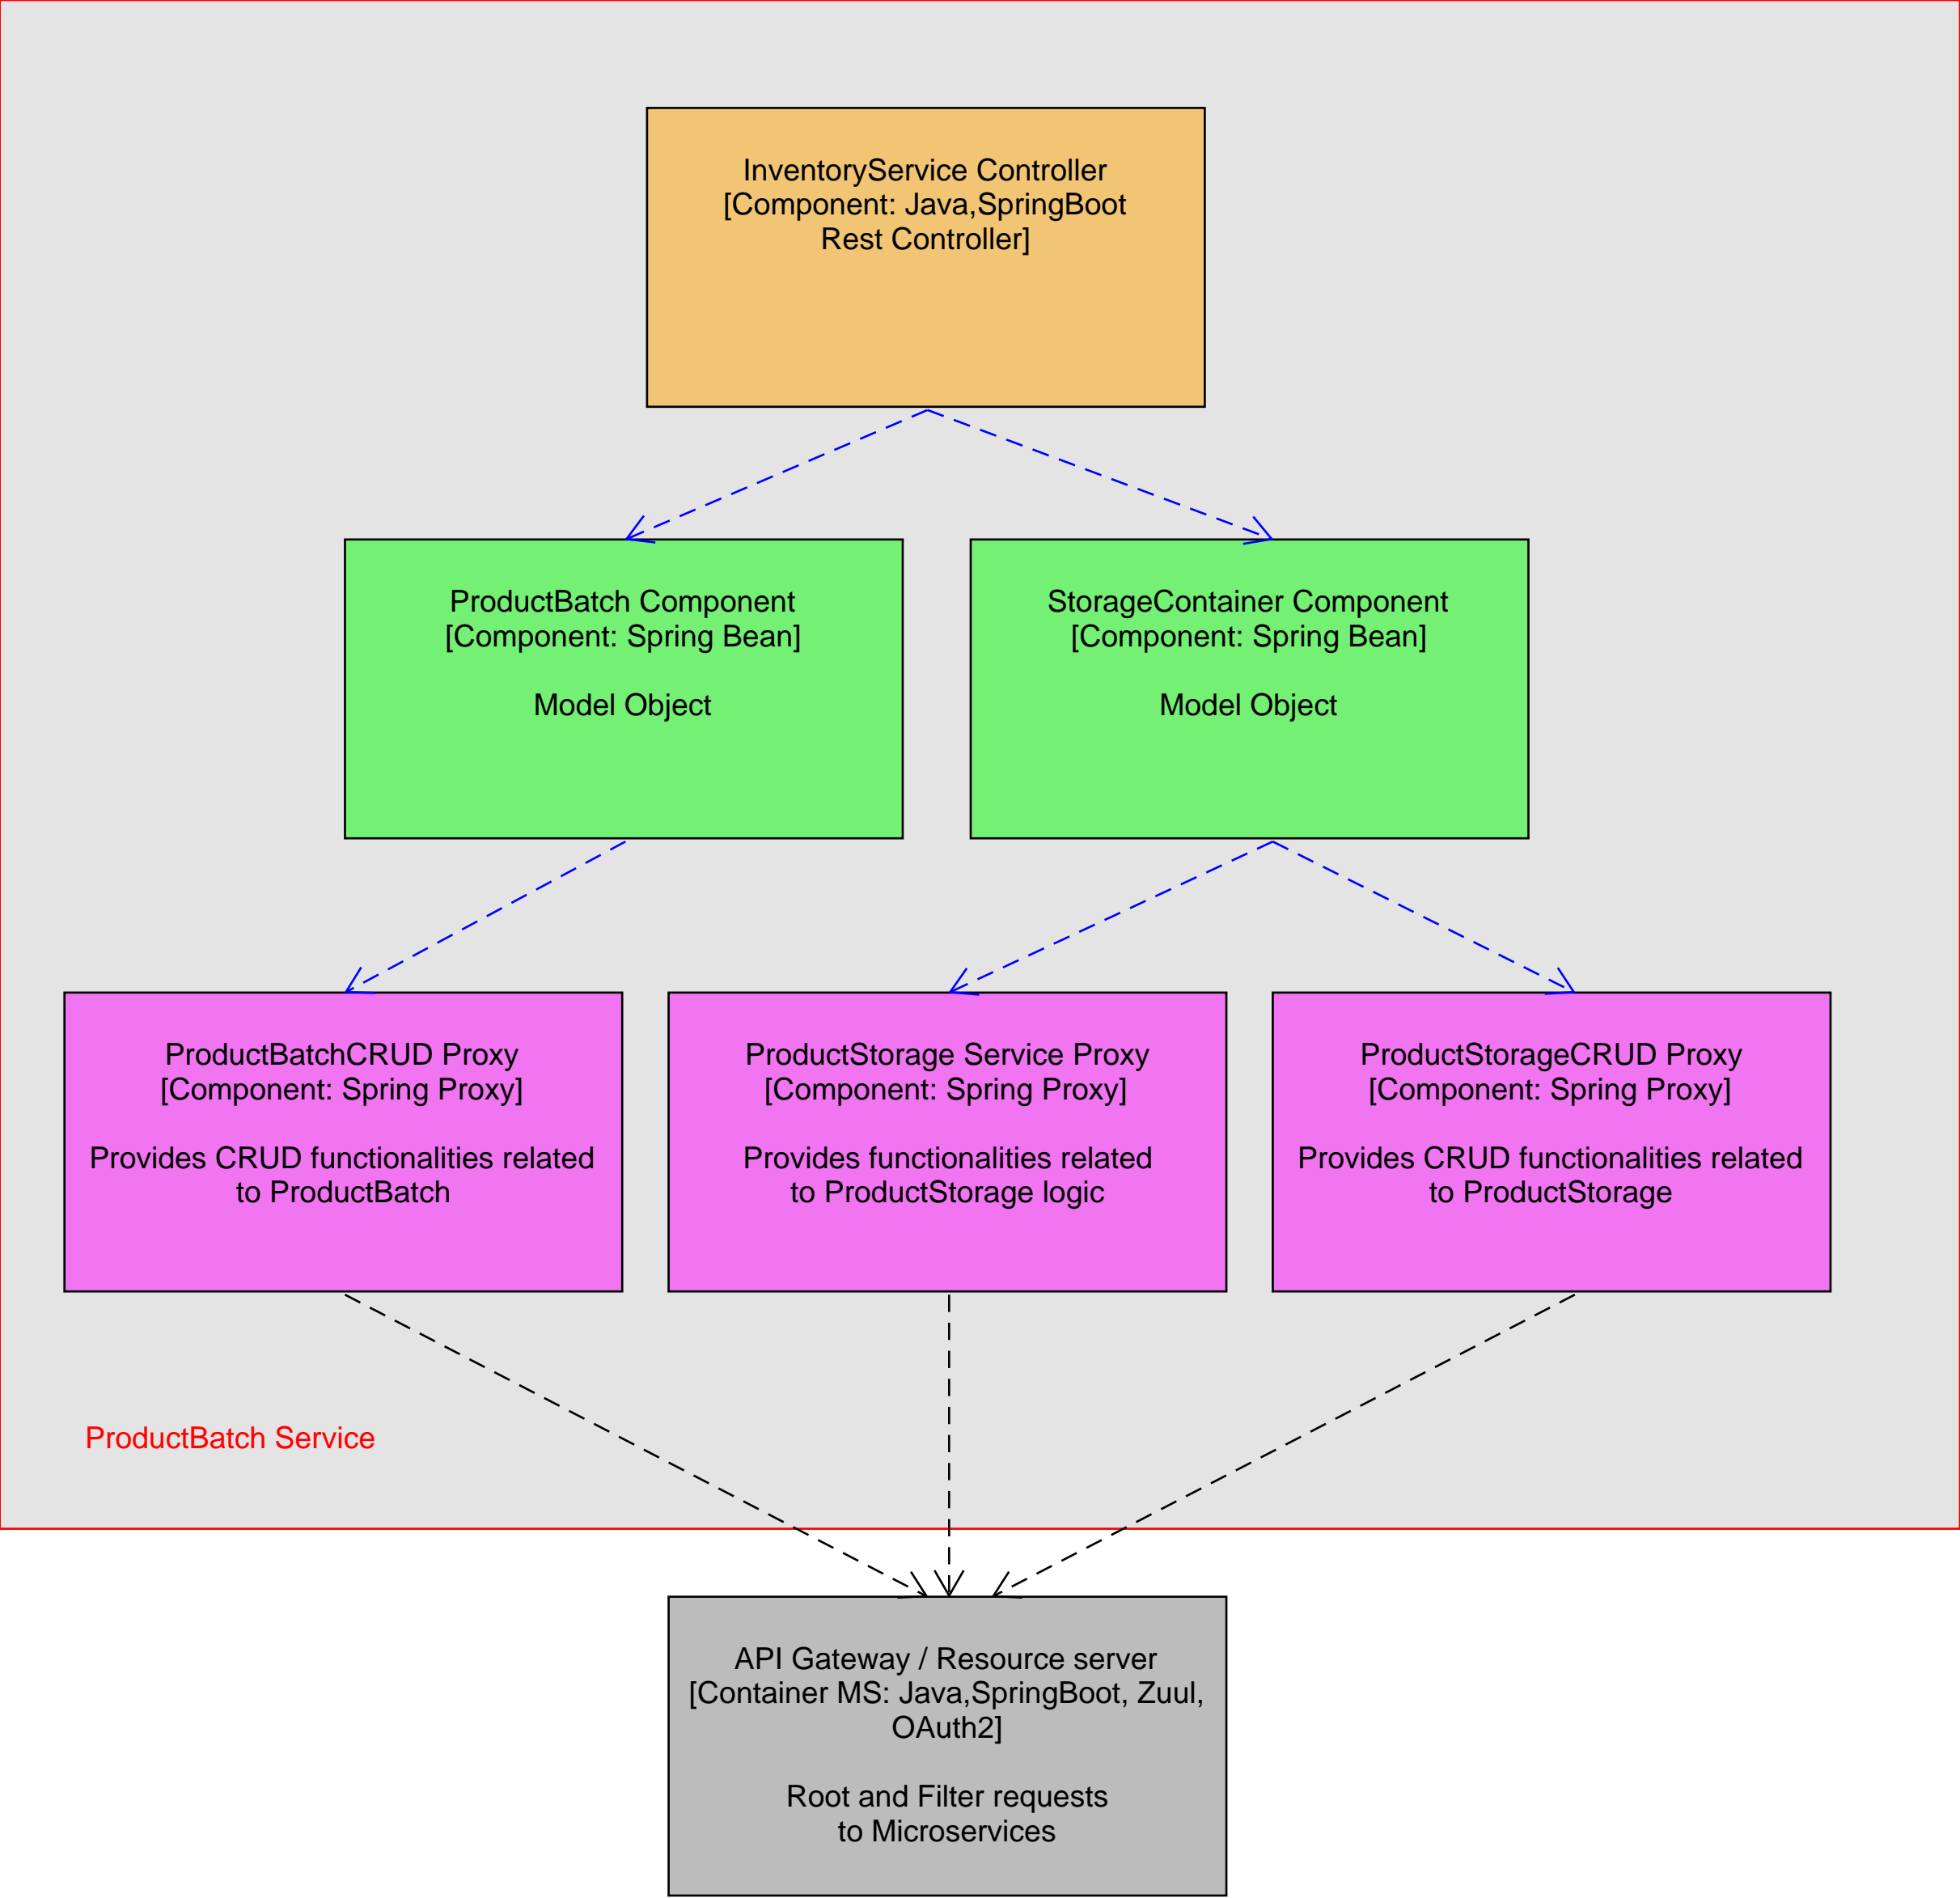 InventoryService Controller
[Component: Java,SpringBoot
Rest Controller]
ProductBatch Component
[Component: Spring Bean]
Model Object
StorageContainer Component
[Component: Spring Bean]
Model Object
ProductBatchCRUD Proxy
[Component: Spring Proxy]
Provides CRUD functionalities related
to ProductBatch
ProductStorage Service Proxy
[Component: Spring Proxy]
Provides functionalities related
to ProductStorage logic
ProductStorageCRUD Proxy
[Component: Spring Proxy]
Provides CRUD functionalities related
to ProductStorage
ProductBatch Service
API Gateway / Resource server
[Container MS: Java,SpringBoot, Zuul,
OAuth2]
Root and Filter requests
to Microservices